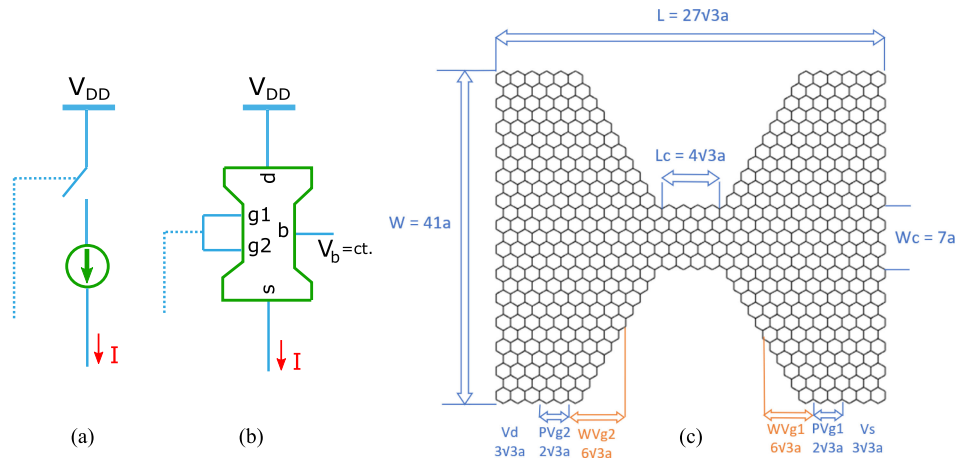 V_DD
I
(a)
V_DD
d
g1
b
g2
V_b=ct.
s
I
(b)
L = 27√3a
Lc = 4√3a
W = 41a
Wc = 7a
Vd
3√3a
PVg2
2√3a
WVg2
6√3a
(c)
WVg1
6√3a
PVg1
2√3a
Vs
3√3a